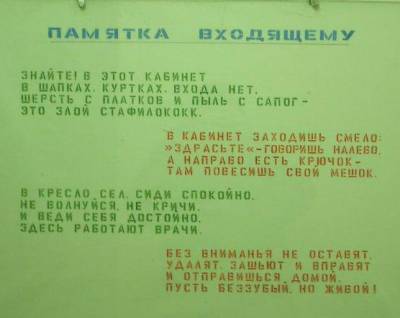 ПАМЯТКА ВХОДЯЩЕМУ
ЗНАЙТЕ! В ЭТОТ КАБИНЕТ
В ШАПКАХ, КУРТКАХ, ВХОДА НЕТ,
ШЕРСТЬ С ПЛАТКОВ И ПЫЛЬ С САПОГ-
ЭТО ЗЛОЙ СТАФИЛОКОКК.
В КАБИНЕТ ЗАХОДИШЬ СМЕЛО:
»ЗДРАСЬТЕ«-ГОВОРИШЬ НАЛЕВО,
А НАПРАВО ЕСТЬ КРЮЧОК-
ТАМ ПОВЕСИШЬ СВОЙ МЕШОК.
В КРЕСЛО СЕЛ, СИДИ СПОКОЙНО,
НЕ ВОЛНУЙСЯ, НЕ КРИЧИ,
И ВЕДИ СЕБЯ ДОСТОЙНО,
ЗДЕСЬ РАБОТАЮТ ВРАЧИ.
БЕЗ ВНИМАНЬЯ НЕ ОСТАВЯТ,
УДАЛЯТ, ЗАШЬЮТ И ВПРАВЯТ
И ОТПРАВИШЬСЯ ДОМОЙ,
ПУСТЬ БЕЗЗУБЫЙ, НО ЖИВОЙ!